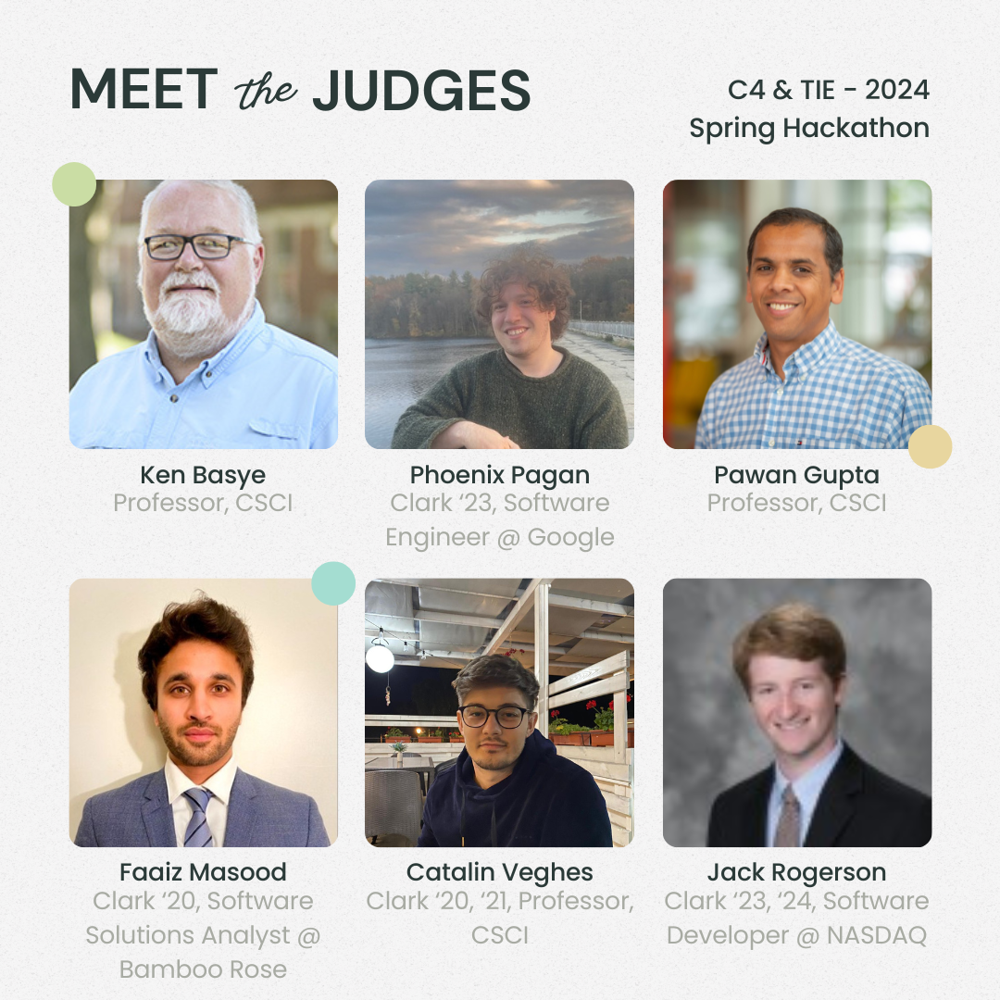 MEET the JUDGES
C4 & TIE - 2024
Spring Hackathon
Ken Basye
Professor, CSCI
Phoenix Pagan
Clark ‘23, Software
Engineer @ Google
Pawan Gupta
Professor, CSCI
Faaiz Masood
Clark ‘20, Software
Solutions Analyst @
Bamboo Rose
Catalin Veghes
Clark ‘20, ‘21, Professor,
CSCI
Jack Rogerson
Clark ‘23, ‘24, Software
Developer @ NASDAQ